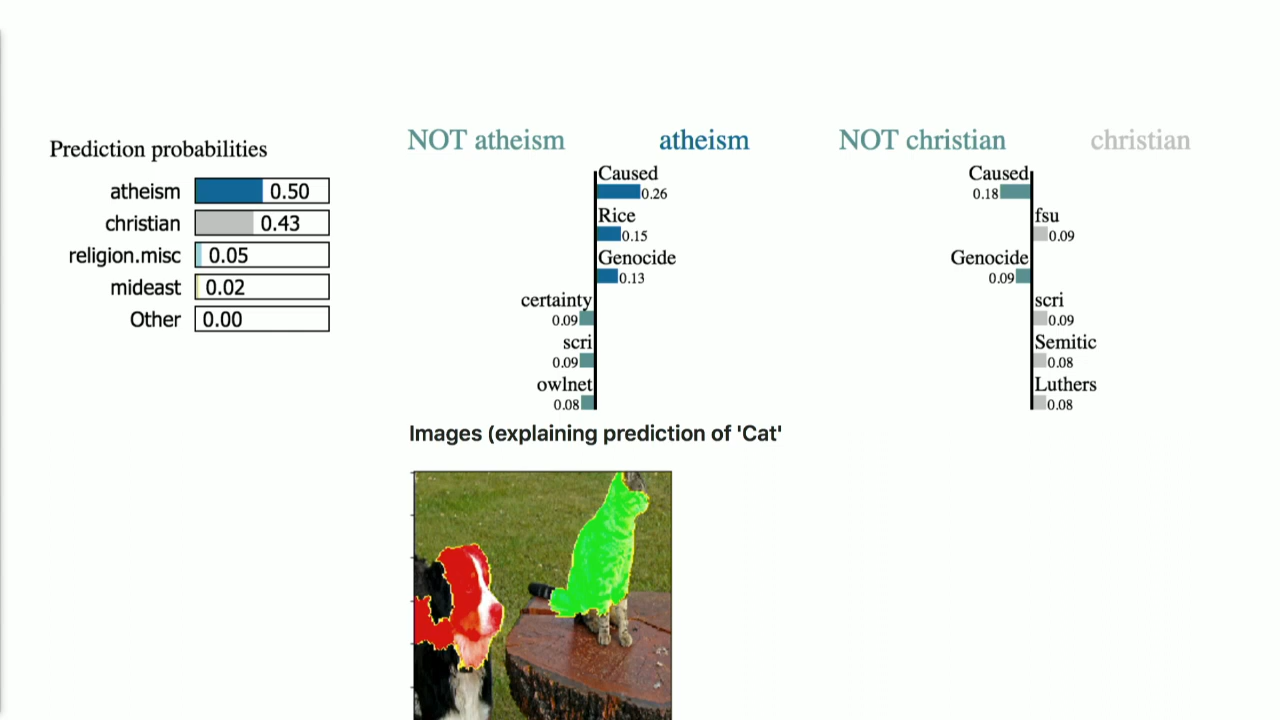 Prediction probabilities
atheism 0.50
christian 0.43
religion.misc 0.05
mideast 0.02
Other 0.00
NOT atheism atheism
Caused
0.26
Rice
0.15
Genocide
0.13
certainty
0.09
scri
0.09
owlnet
0.08
NOT christian christian
Caused
0.18
fsu
0.09
Genocide
0.09
scri
0.09
Semitic
0.08
Luthers
0.08
Images (explaining prediction of 'Cat'